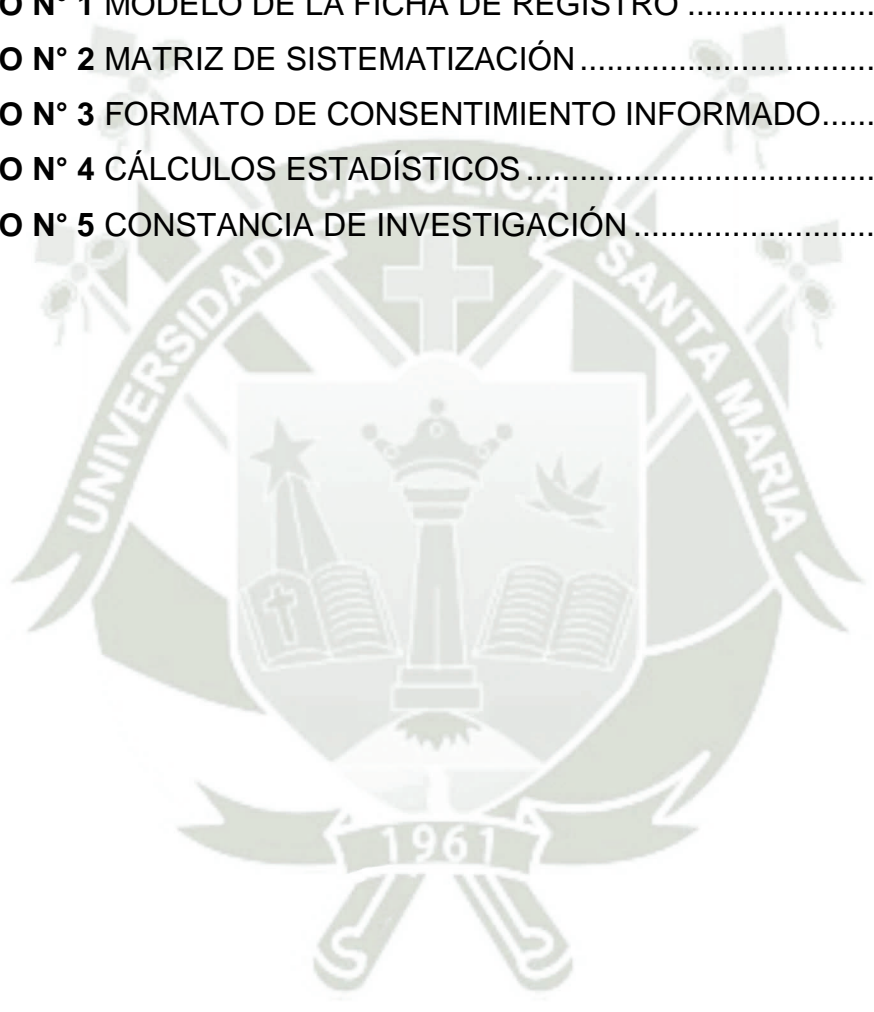 O N° 1 MODELO DE LA FICHA DE REGISTRO .....................
O N° 2 MATRIZ DE SISTEMATIZACIÓN .................................
O N° 3 FORMATO DE CONSENTIMIENTO INFORMADO......
O N° 4 CÁLCULOS ESTADÍSTICOS .......................................
O N° 5 CONSTANCIA DE INVESTIGACIÓN ...........................
UNIVERSIDAD CATOLICA SANTA MARIA
1961